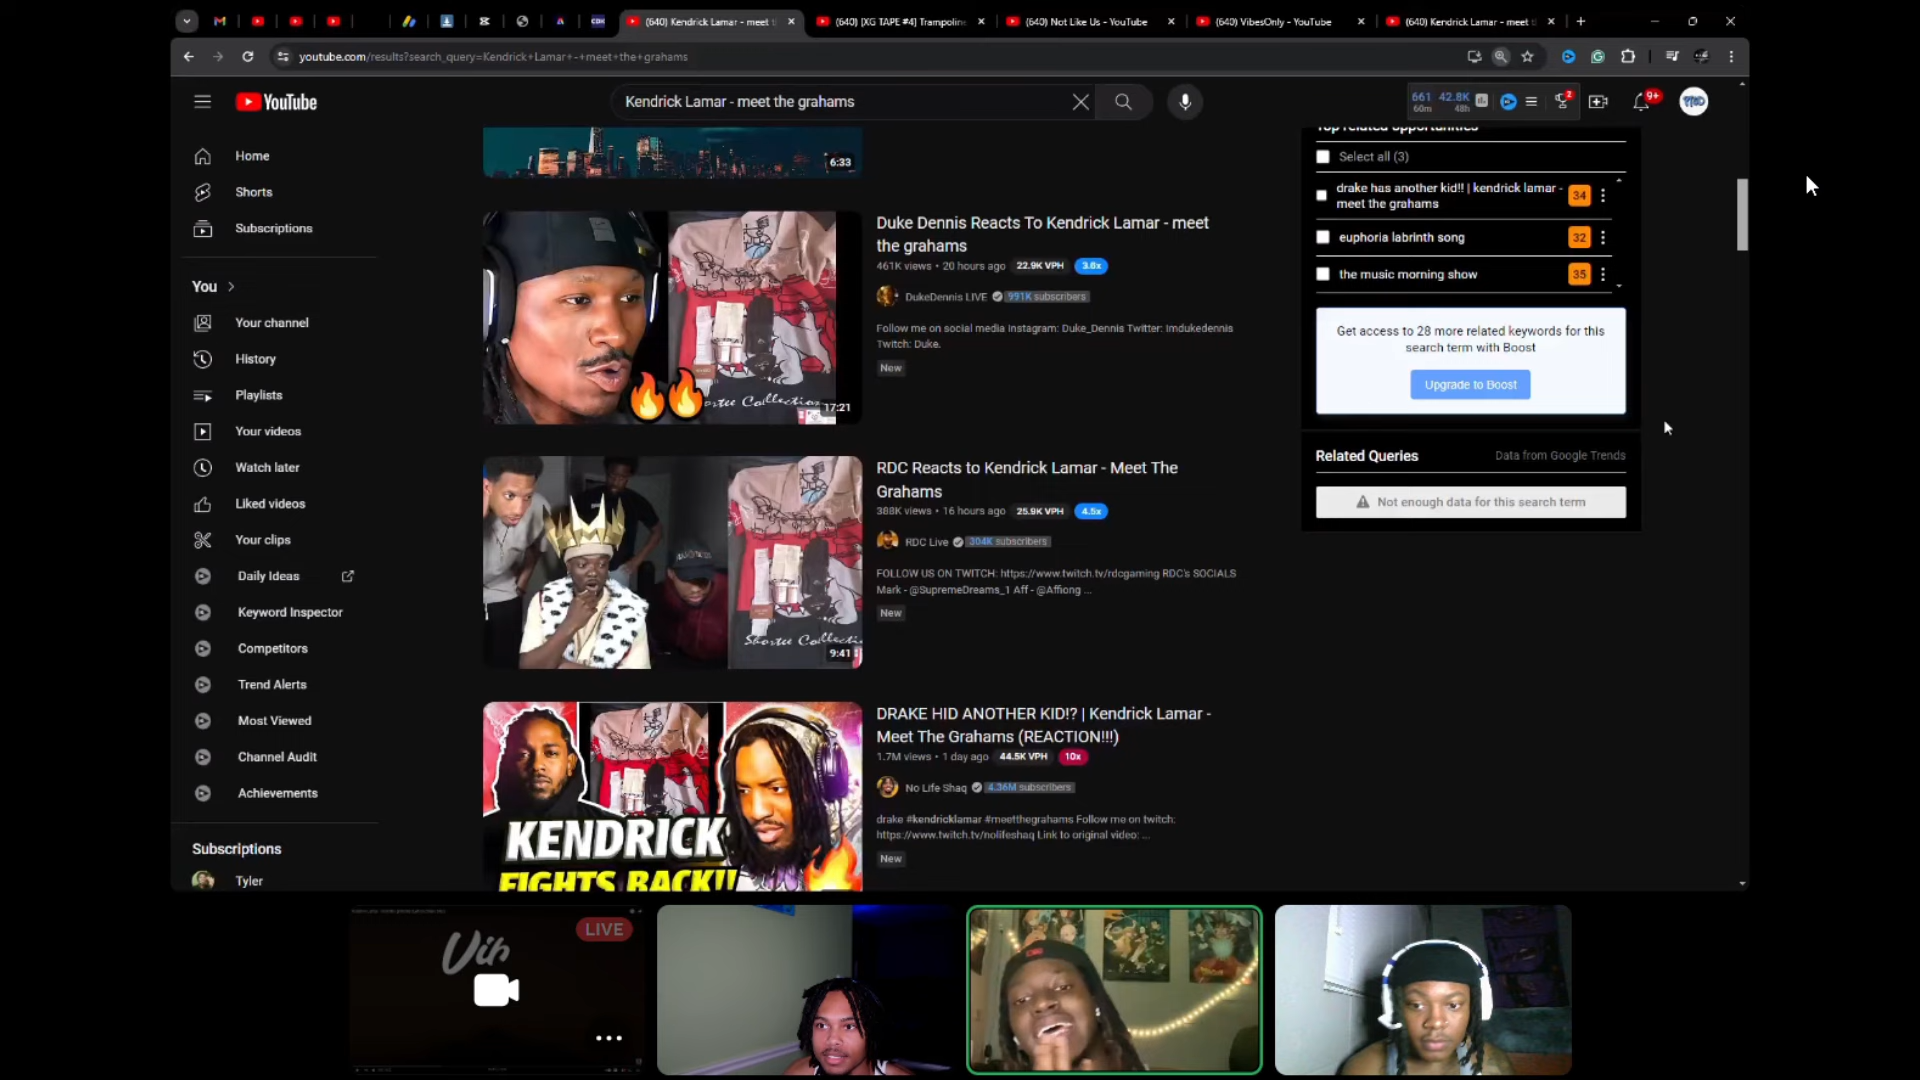 (640) Kendrick Lamar - meet t
(640) [XG TAPE #4] Trampolin
(640) Not Like Us - YouTube
(640) VibesOnly - YouTube
(640) Kendrick Lamar - meet t
youtube.com/results?search_query=Kendrick+Lamar+-+meet+the+grahams
YouTube
Kendrick Lamar - meet the grahams
661 42.8K
60m 48h
2
9+
Home
Shorts
Subscriptions
You
Your channel
History
Playlists
Your videos
Watch later
Liked videos
Your clips
Daily Ideas
Keyword Inspector
Competitors
Trend Alerts
Most Viewed
Channel Audit
Achievements
Subscriptions
Tyler
6:33
Shortee Collection
17:21
Duke Dennis Reacts To Kendrick Lamar - meet
the grahams
461K views • 20 hours ago 22.9K VPH 3.8x
DukeDennis LIVE 991K subscribers
Follow me on social media Instagram: Duke_Dennis Twitter: Imdukedennis
Twitch: Duke.
New
Shortee Collecti
9:41
RDC Reacts to Kendrick Lamar - Meet The
Grahams
388K views • 16 hours ago 25.9K VPH 4.5x
RDC Live 304K subscribers
FOLLOW US ON TWITCH: https://www.twitch.tv/rdcgaming RDC's SOCIALS
Mark - @SupremeDreams_1 Aff - @Affiong ...
New
KENDRICK
FIGHTS BACK!!
DRAKE HID ANOTHER KID!? | Kendrick Lamar -
Meet The Grahams (REACTION!!!)
1.7M views • 1 day ago 44.5K VPH 10x
No Life Shaq 4.36M subscribers
drake #kendricklamar #meetthegrahams Follow me on twitch:
https://www.twitch.tv/nolifeshaq Link to original video: ...
New
Top related opportunities
Select all (3)
drake has another kid!! | kendrick lamar -
meet the grahams
34
euphoria labrinth song 32
the music morning show 35
Get access to 28 more related keywords for this
search term with Boost
Upgrade to Boost
Related Queries Data from Google Trends
Not enough data for this search term
LIVE